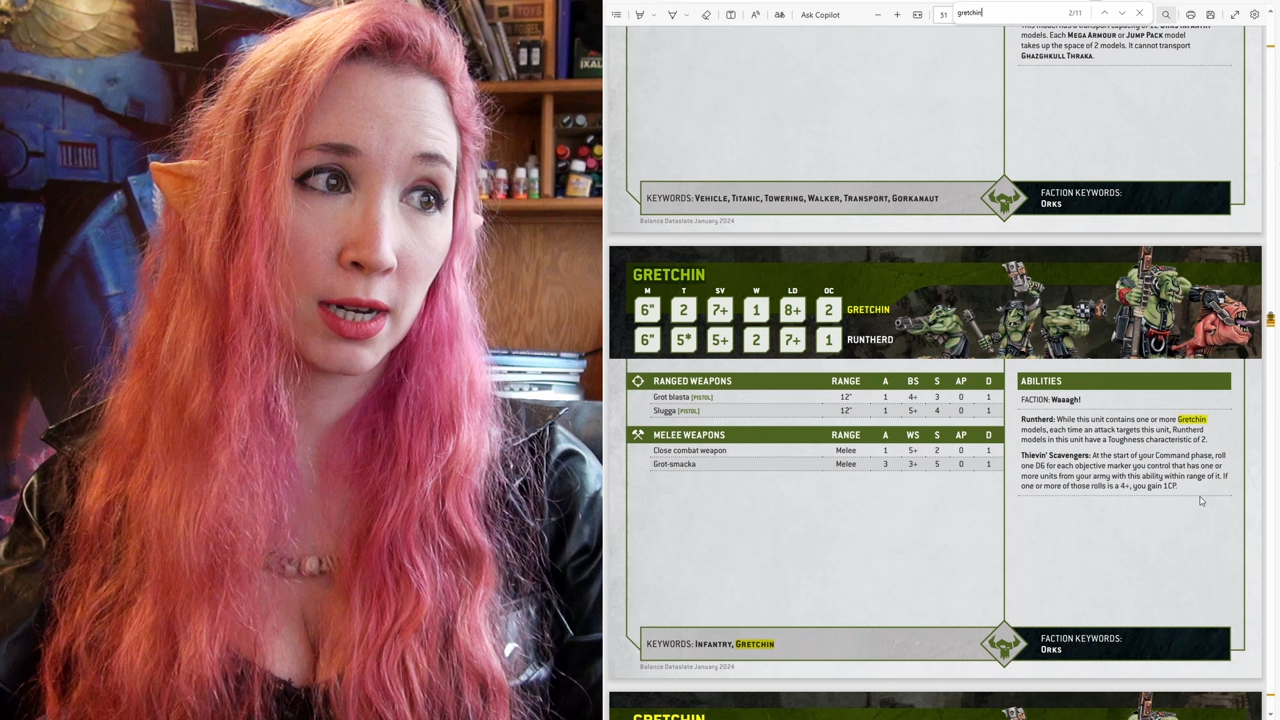 Ask Copilot
51
gretchin
2/11
models. Each MEGA ARMOUR or JUMP PACK model
takes up the space of 2 models. It cannot transport
GHAZGHKULL THRAKA.
KEYWORDS: VEHICLE, TITANIC, TOWERING, WALKER, TRANSPORT, GORKANAUT
FACTION KEYWORDS:
ORKS
Balance Dataslate January 2024
GRETCHIN
M T SV W LD OC
6" 2 7+ 1 8+ 2 GRETCHIN
6" 5* 5+ 2 7+ 1 RUNTHERD
RANGED WEAPONS RANGE A BS S AP D
Grot blasta [PISTOL] 12" 1 4+ 3 0 1
Slugga [PISTOL] 12" 1 5+ 4 0 1
MELEE WEAPONS RANGE A WS S AP D
Close combat weapon Melee 1 5+ 2 0 1
Grot-smacka Melee 3 3+ 5 0 1
ABILITIES
FACTION: Waaagh!
Runtherd: While this unit contains one or more Gretchin
models, each time an attack targets this unit, Runtherd
models in this unit have a Toughness characteristic of 2.
Thievin' Scavengers: At the start of your Command phase, roll
one D6 for each objective marker you control that has one or
more units from your army with this ability within range of it. If
one or more of those rolls is a 4+, you gain 1CP.
KEYWORDS: INFANTRY, GRETCHIN
FACTION KEYWORDS:
ORKS
Balance Dataslate January 2024